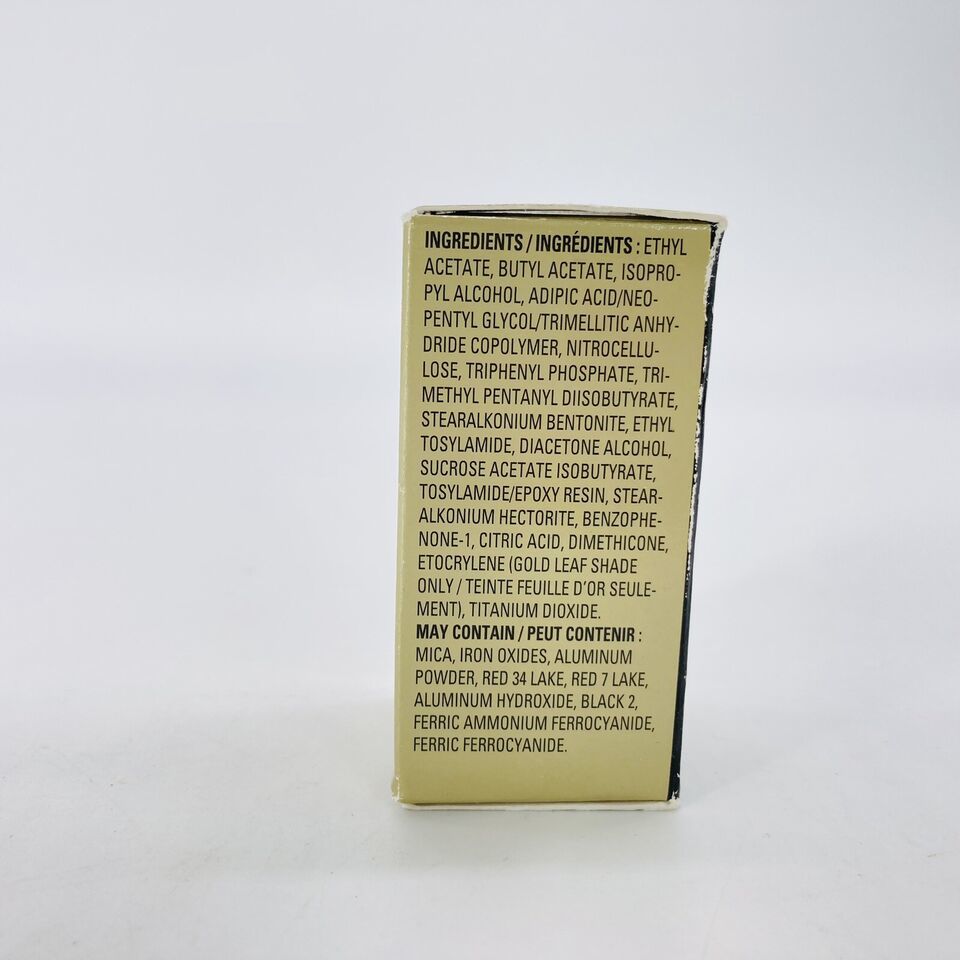 INGREDIENTS / INGRÉDIENTS : ETHYL
ACETATE, BUTYL ACETATE, ISOPRO-
PYL ALCOHOL, ADIPIC ACID/NEO-
PENTYL GLYCOL/TRIMELLITIC ANHY-
DRIDE COPOLYMER, NITROCELLU-
LOSE, TRIPHENYL PHOSPHATE, TRI-
METHYL PENTANYL DIISOBUTYRATE,
STEARALKONIUM BENTONITE, ETHYL
TOSYLAMIDE, DIACETONE ALCOHOL,
SUCROSE ACETATE ISOBUTYRATE,
TOSYLAMIDE/EPOXY RESIN, STEAR-
ALKONIUM HECTORITE, BENZOPHE-
NONE-1, CITRIC ACID, DIMETHICONE,
ETOCRYLENE (GOLD LEAF SHADE
ONLY / TEINTE FEUILLE D'OR SEULE-
MENT), TITANIUM DIOXIDE.
MAY CONTAIN / PEUT CONTENIR :
MICA, IRON OXIDES, ALUMINUM
POWDER, RED 34 LAKE, RED 7 LAKE,
ALUMINUM HYDROXIDE, BLACK 2,
FERRIC AMMONIUM FERROCYANIDE,
FERRIC FERROCYANIDE.